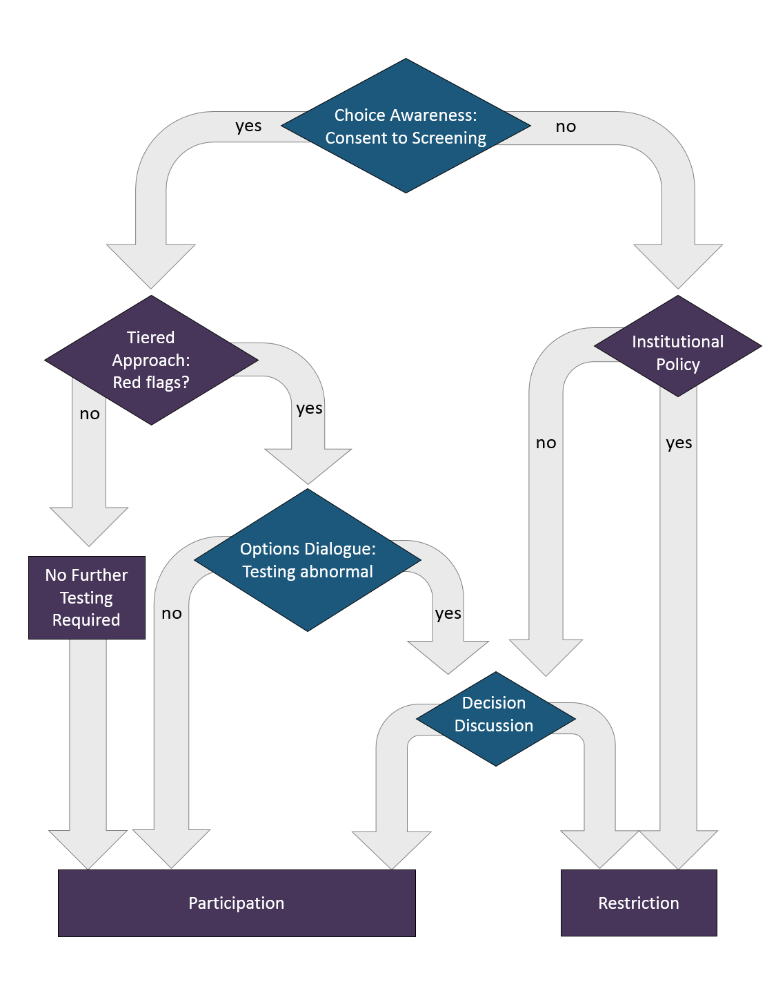 Choice Awareness:
Consent to Screening
yes
no
Tiered
Approach:
Red flags?
Institutional
Policy
no
yes
no
yes
Options Dialogue:
Testing abnormal
No Further
Testing
Required
no
yes
Decision
Discussion
Participation
Restriction